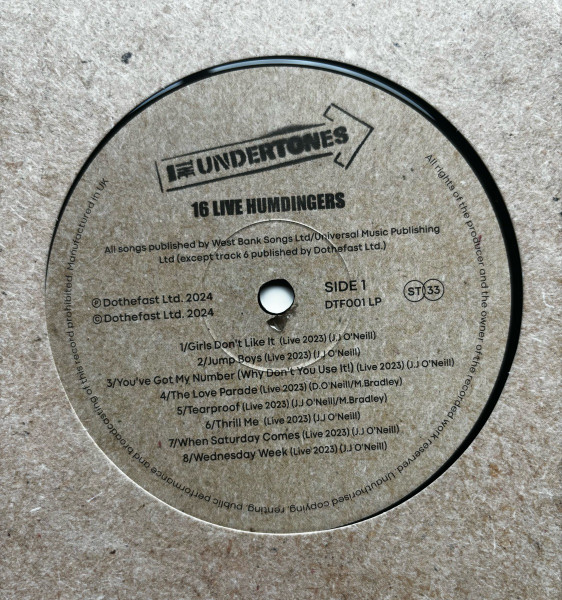 THE UNDERTONES
16 LIVE HUMDINGERS
All songs published by West Bank Songs Ltd/Universal Music Publishing
Ltd (except track 6 published by Dothefast Ltd.)
℗ Dothefast Ltd. 2024
© Dothefast Ltd. 2024
SIDE 1
DTF001 LP
ST 33
1/Girls Don't Like It (Live 2023) (J.J O'Neill)
2/Jump Boys (Live 2023) (J.J O'Neill)
3/You've Got My Number (Why Don't You Use It!) (Live 2023) (J.J O'Neill)
4/The Love Parade (Live 2023) (D.O'Neill/M.Bradley)
5/Tearproof (Live 2023) (J.J O'Neill/M.Bradley)
6/Thrill Me (Live 2023) (J.J O'Neill)
7/When Saturday Comes (Live 2023) (J.J O'Neill)
8/Wednesday Week (Live 2023) (J.J O'Neill)
All rights of the producer and the owner of the recorded work reserved. Unauthorised copying, renting, public performance and broadcasting of this record prohibited. Manufactured in UK